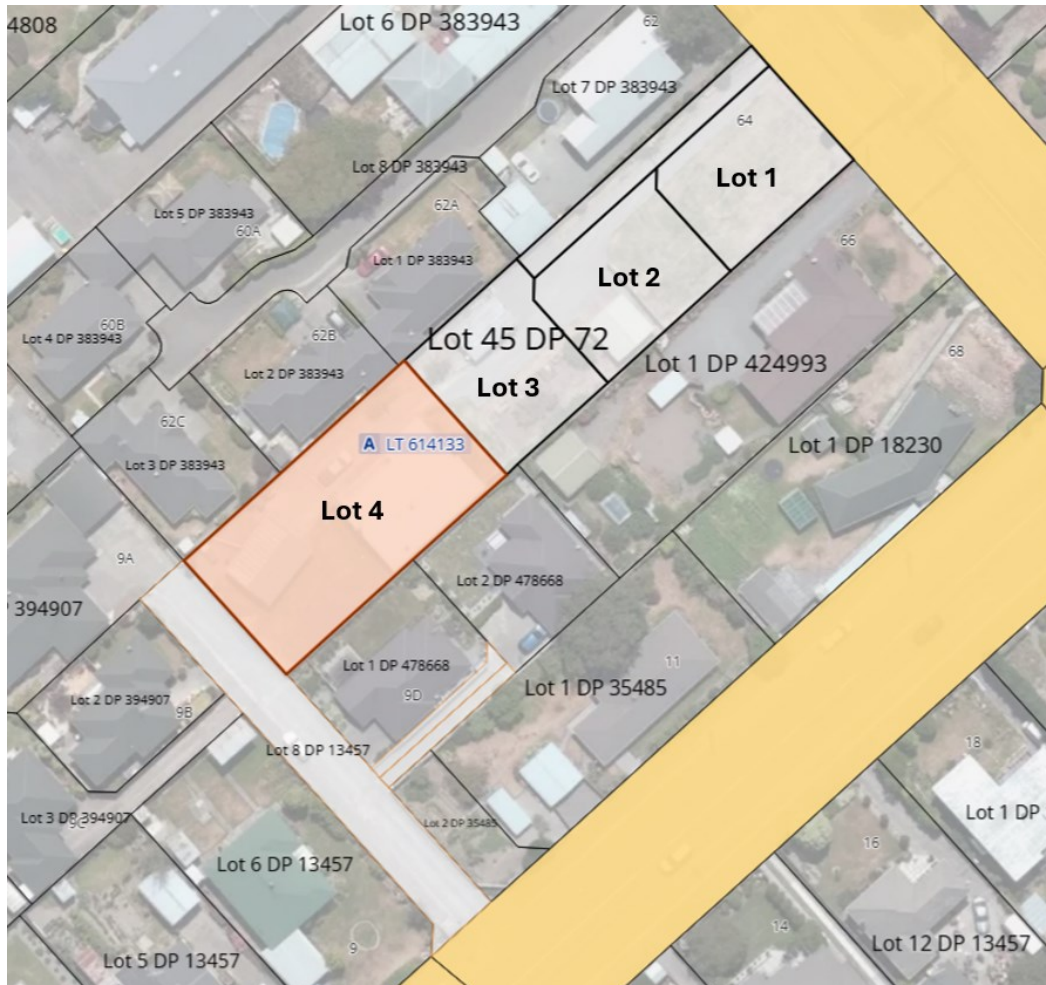 4808
Lot 6 DP 383943
62
Lot 7 DP 383943
64
Lot 8 DP 383943
Lot 1
Lot 5 DP 383943
60A
62A
66
Lot 1 DP 383943
Lot 2
60B
62B
Lot 4 DP 383943
Lot 45 DP 72
68
Lot 2 DP 383943
Lot 3
Lot 1 DP 424993
62C
A LT 614133
Lot 1 DP 18230
Lot 3 DP 383943
Lot 4
9A
Lot 2 DP 478668
394907
Lot 1 DP 478668
11
9D
Lot 1 DP 35485
Lot 2 DP 394907
9B
Lot 8 DP 13457
18
Lot 3 DP 394907
9C
Lot 2 DP 35485
Lot 1 DP
16
Lot 6 DP 13457
14
9
Lot 12 DP 13457
Lot 5 DP 13457